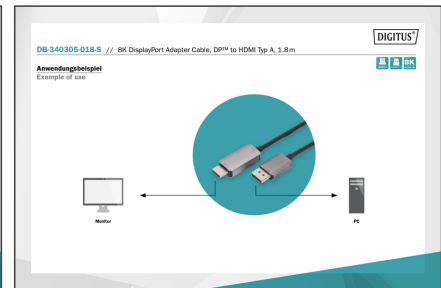 DIGITUS®
DB-340305-018-S // 8K DisplayPort Adapter Cable, DP™ to HDMI Typ A, 1.8m
Anwendungsbeispiel
Example of use
8K
Monitor
PC